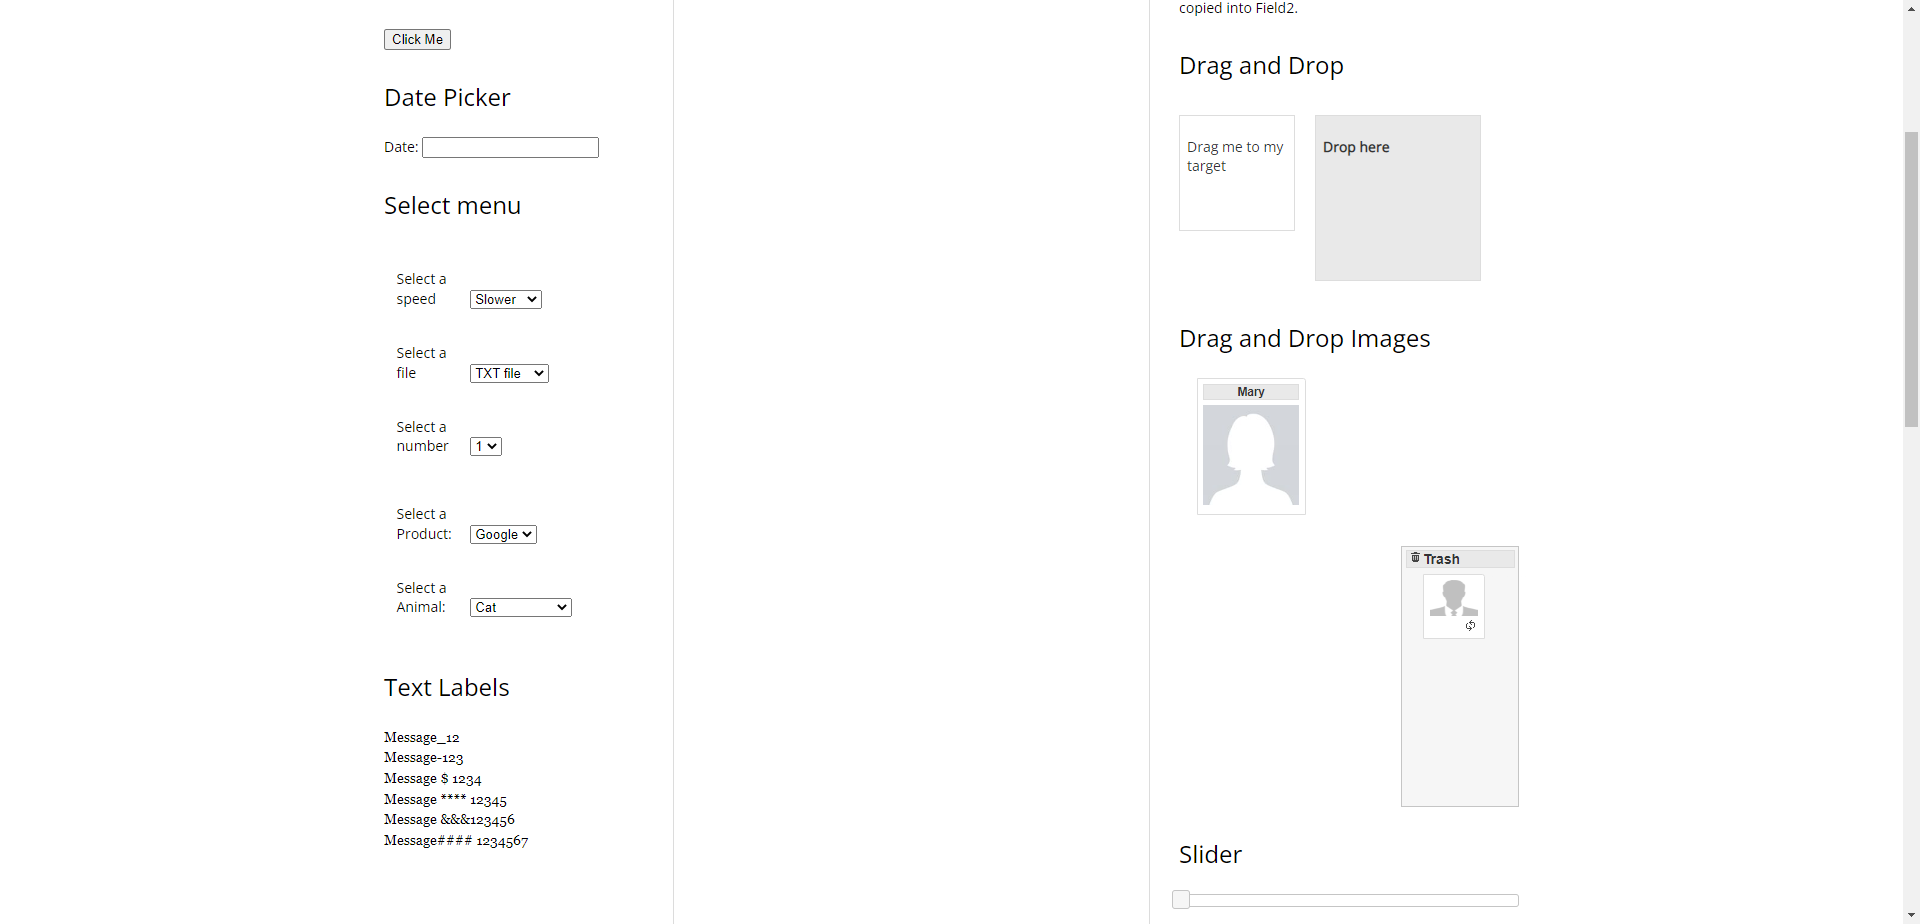 Click Me
Date Picker
Date:
Select menu
Select a
speed
Slower
Select a
file
TXT file
Select a
number
1
Select a
Product:
Google
Select a
Animal:
Cat
Text Labels
Message_12
Message-123
Message $ 1234
Message **** 12345
Message &&&123456
Message#### 1234567
copied into Field2.
Drag and Drop
Drag me to my
target
Drop here
Drag and Drop Images
Mary
Trash
Slider